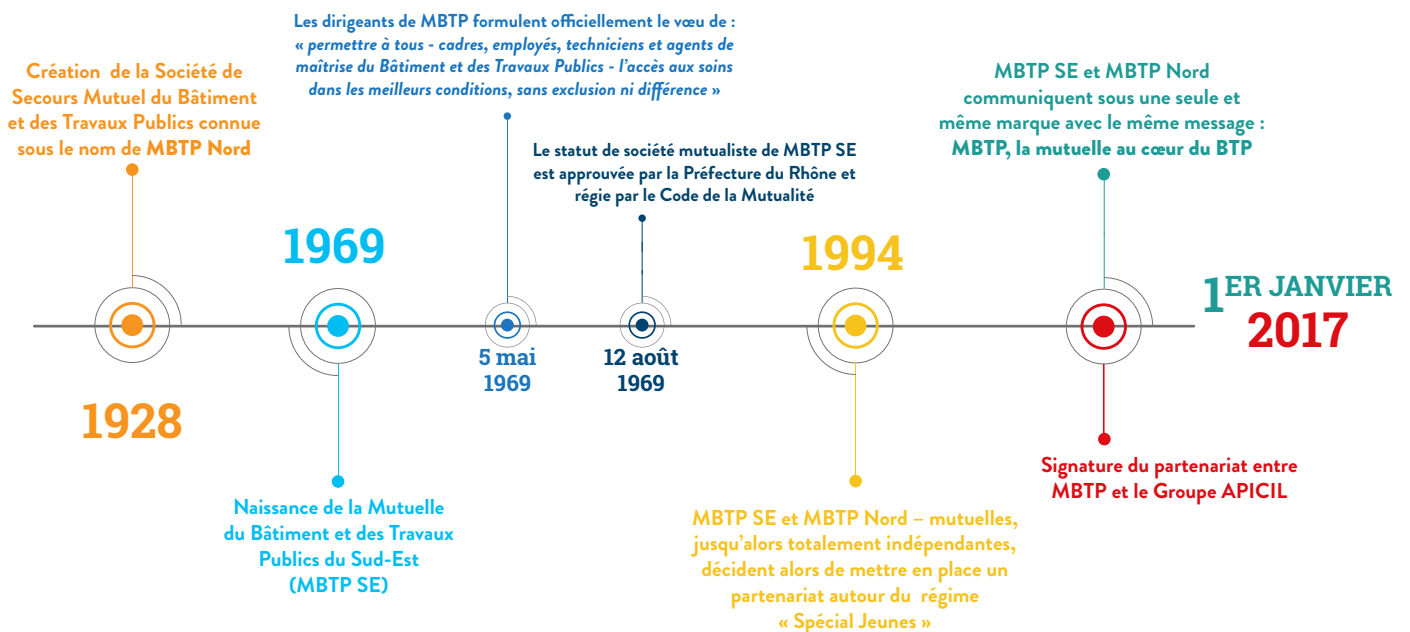 Création de la Société de
Secours Mutuel du Bâtiment
et des Travaux Publics connue
sous le nom de MBTP Nord
1928
1969
Naissance de la Mutuelle
du Bâtiment et des Travaux
Publics du Sud-Est
(MBTP SE)
Les dirigeants de MBTP formulent officiellement le vœu de :
« permettre à tous - cadres, employés, techniciens et agents de
maîtrise du Bâtiment et des Travaux Publics - l'accès aux soins
dans les meilleurs conditions, sans exclusion ni différence »
5 mai
1969
Le statut de société mutualiste de MBTP SE
est approuvée par la Préfecture du Rhône et
régie par le Code de la Mutualité
12 août
1969
1994
MBTP SE et MBTP Nord – mutuelles,
jusqu'alors totalement indépendantes,
décident alors de mettre en place un
partenariat autour du régime
« Spécial Jeunes »
MBTP SE et MBTP Nord
communiquent sous une seule et
même marque avec le même message :
MBTP, la mutuelle au cœur du BTP
1ER JANVIER
2017
Signature du partenariat entre
MBTP et le Groupe APICIL